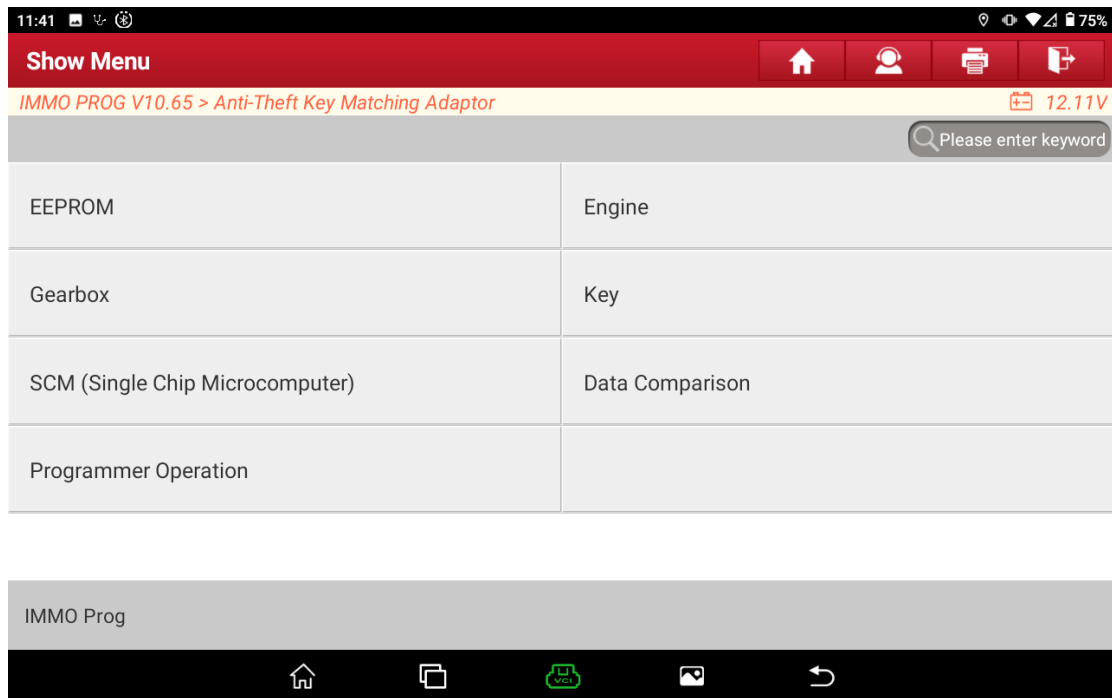 11:41 75%
Show Menu
IMMO PROG V10.65 > Anti-Theft Key Matching Adaptor 12.11V
Please enter keyword
EEPROM Engine
Gearbox Key
SCM (Single Chip Microcomputer) Data Comparison
Programmer Operation
IMMO Prog
VCI